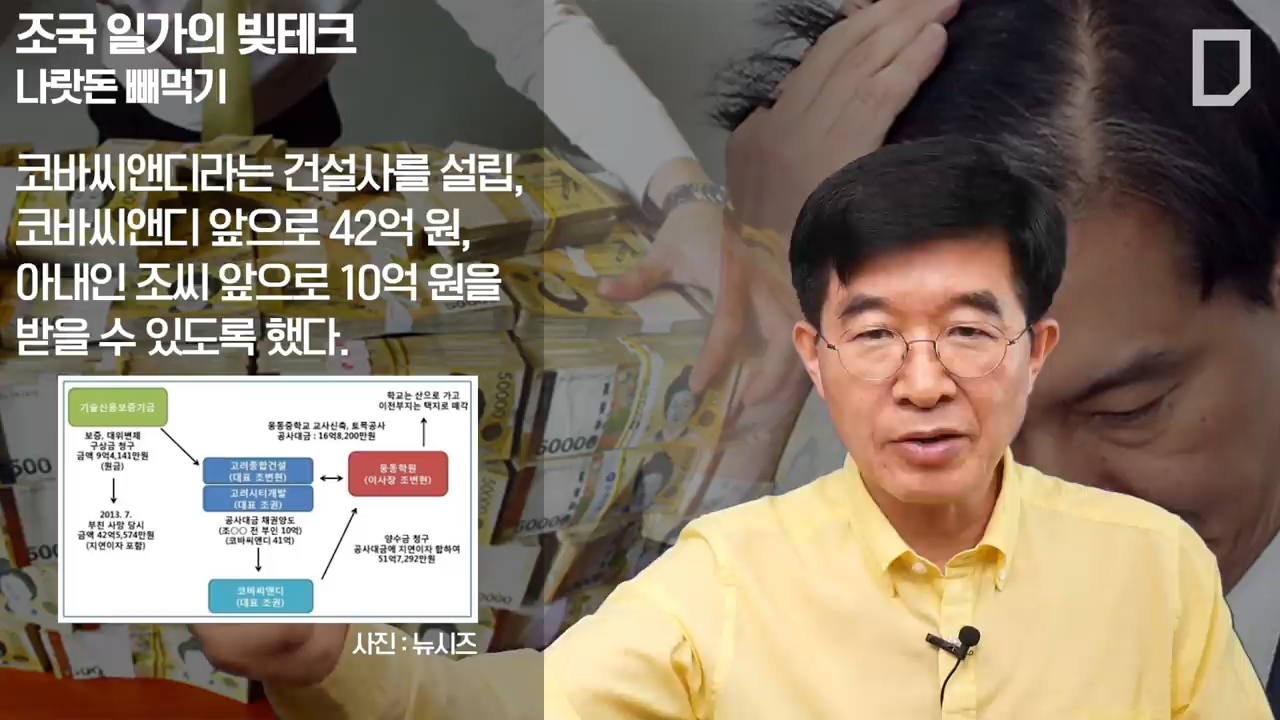 조국 일가의 빚테크
나랏돈 빼먹기
코바씨앤디라는 건설사를 설립,
코바씨앤디 앞으로 42억 원,
아내인 조씨 앞으로 10억 원을
받을 수 있도록 했다.
기술신용보증기금
보증, 대위변제
구상금 청구
금액 9억4,141만원
(원금)
2013. 7.
부친 사망 당시
금액 42억5,574만원
(지연이자 포함)
고려종합건설
(대표 조변현)
고려시티개발
(대표 조권)
공사대금 채권양도
(조○○ 전 부인 10억)
(코바씨앤디 41억)
코바씨앤디
(대표 조권)
학교는 산으로 가고
이전부지는 택지로 매각
웅동중학교 교사신축, 토목공사
공사대금 : 16억8,200만원
웅동학원
(이사장 조변현)
양수금 청구
공사대금에 지연이자 합하여
51억7,292만원
사진 : 뉴시즈
50000
50000
50000